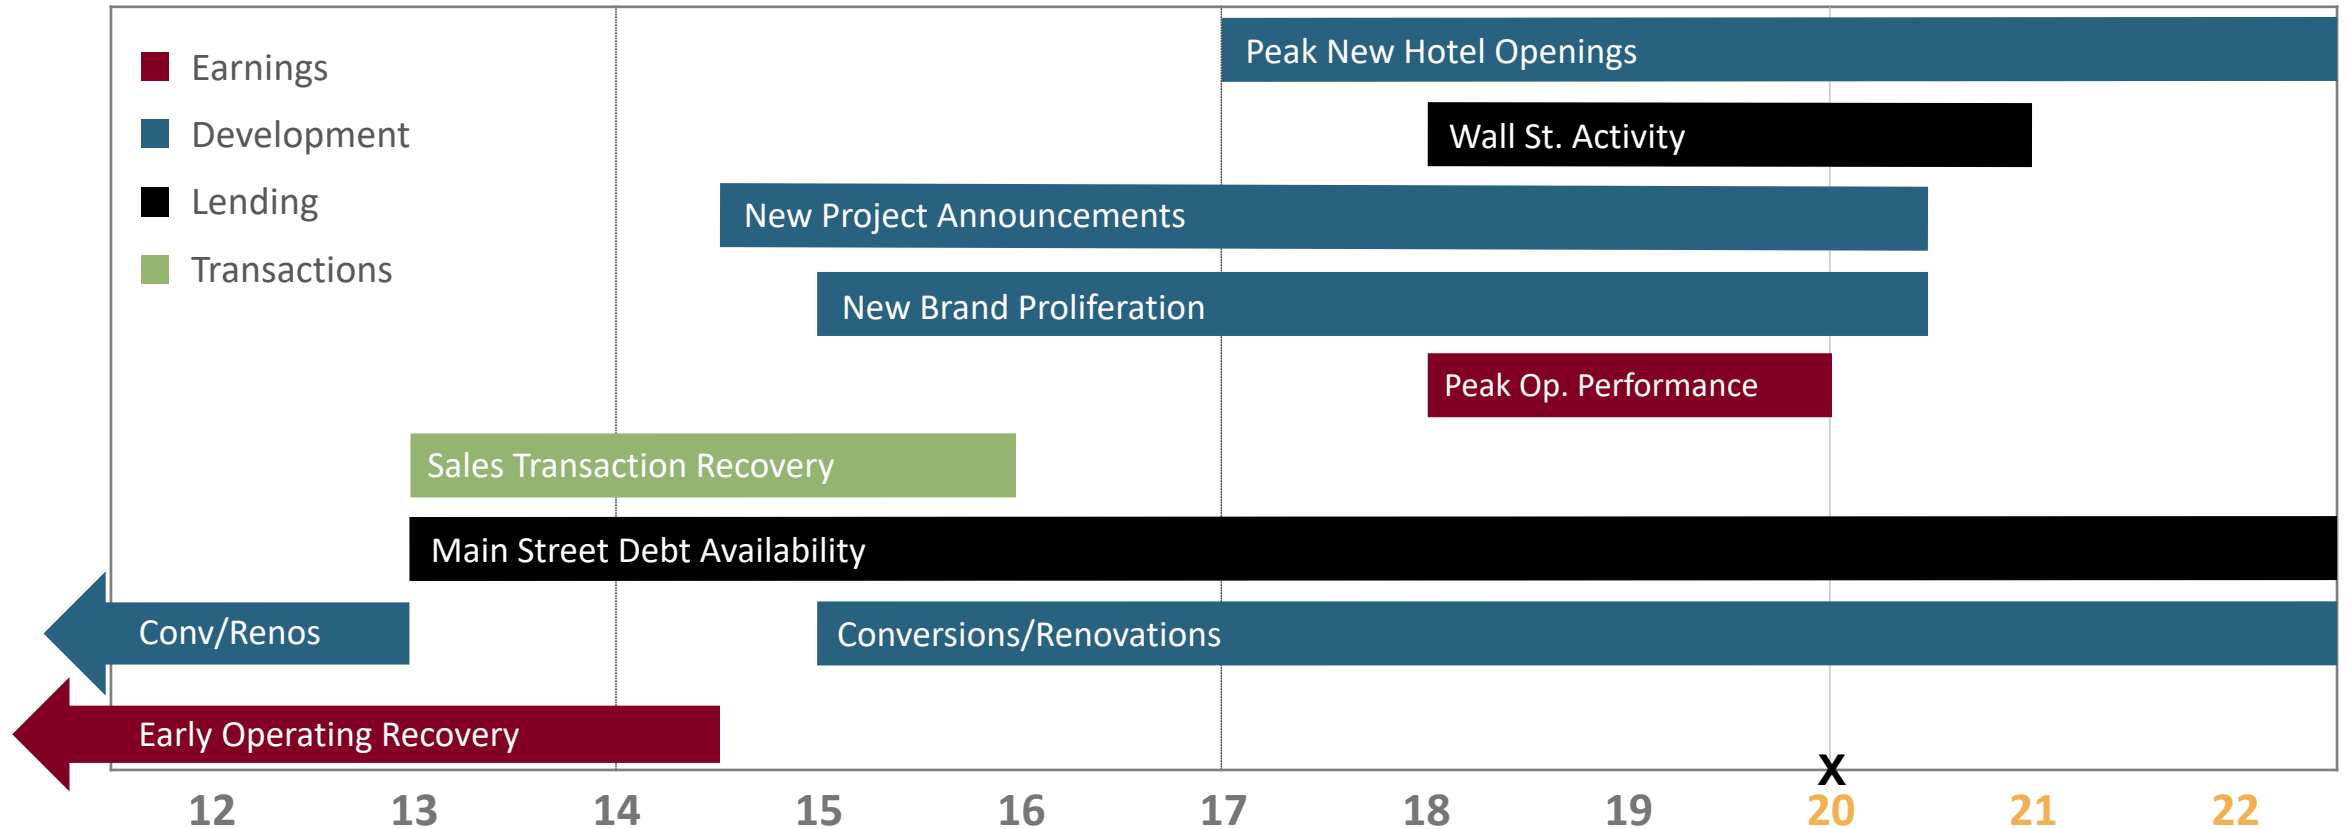 Earnings
Development
Lending
Transactions
Peak New Hotel Openings
Wall St. Activity
New Project Announcements
New Brand Proliferation
Peak Op. Performance
Sales Transaction Recovery
Main Street Debt Availability
Conv/Renos
Conversions/Renovations
Early Operating Recovery
X
12 13 14 15 16 17 18 19 20 21 22